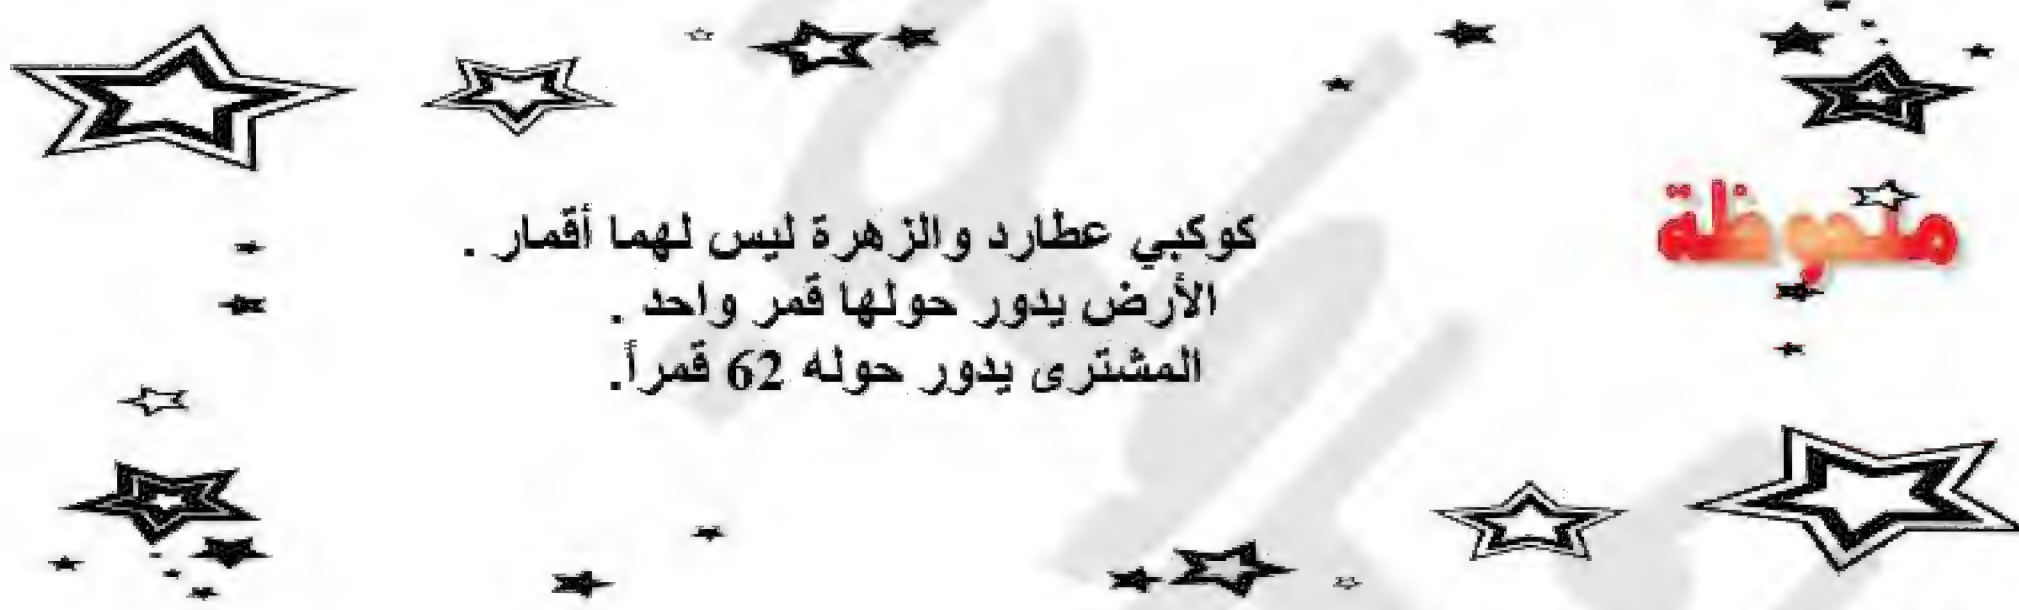 ملحوظة
كوكبي عطارد والزهرة ليس لهما أقمار .
الأرض يدور حولها قمر واحد .
المشترى يدور حوله 62 قمراً.